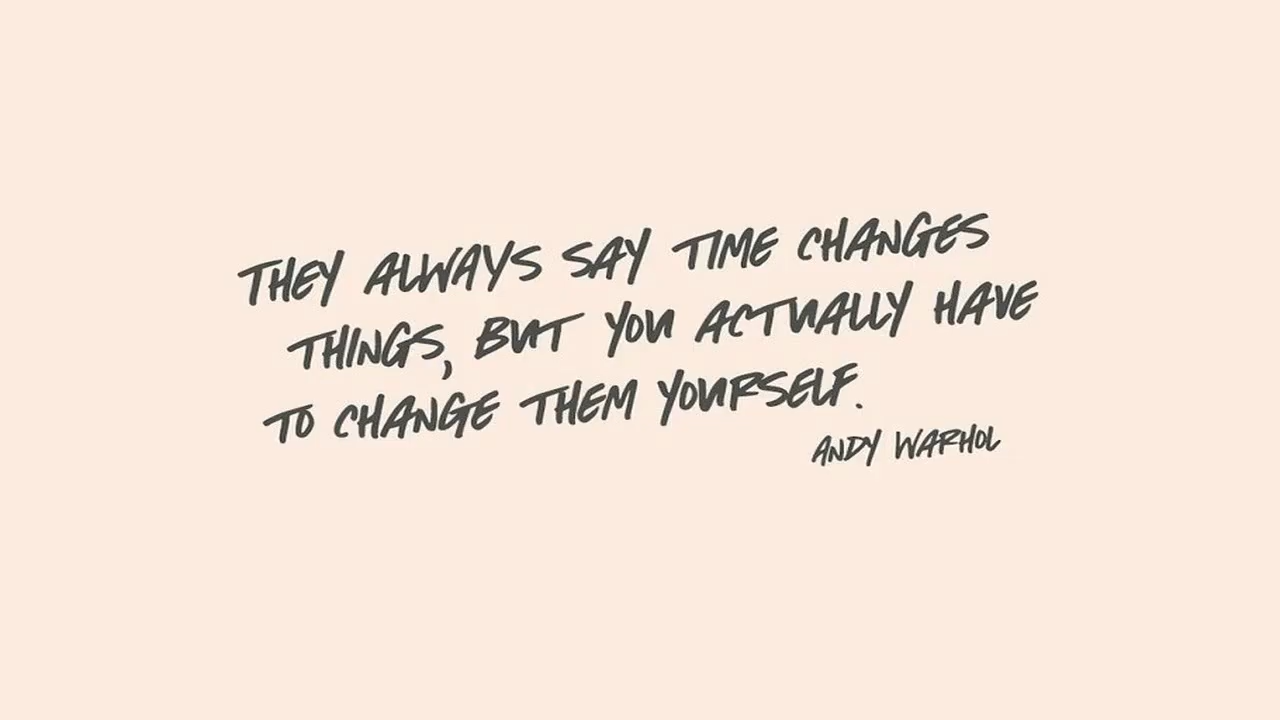 THEY ALWAYS SAY TIME CHANGES
THINGS, BUT YOU ACTUALLY HAVE
TO CHANGE THEM YOURSELF.
ANDY WARHOL